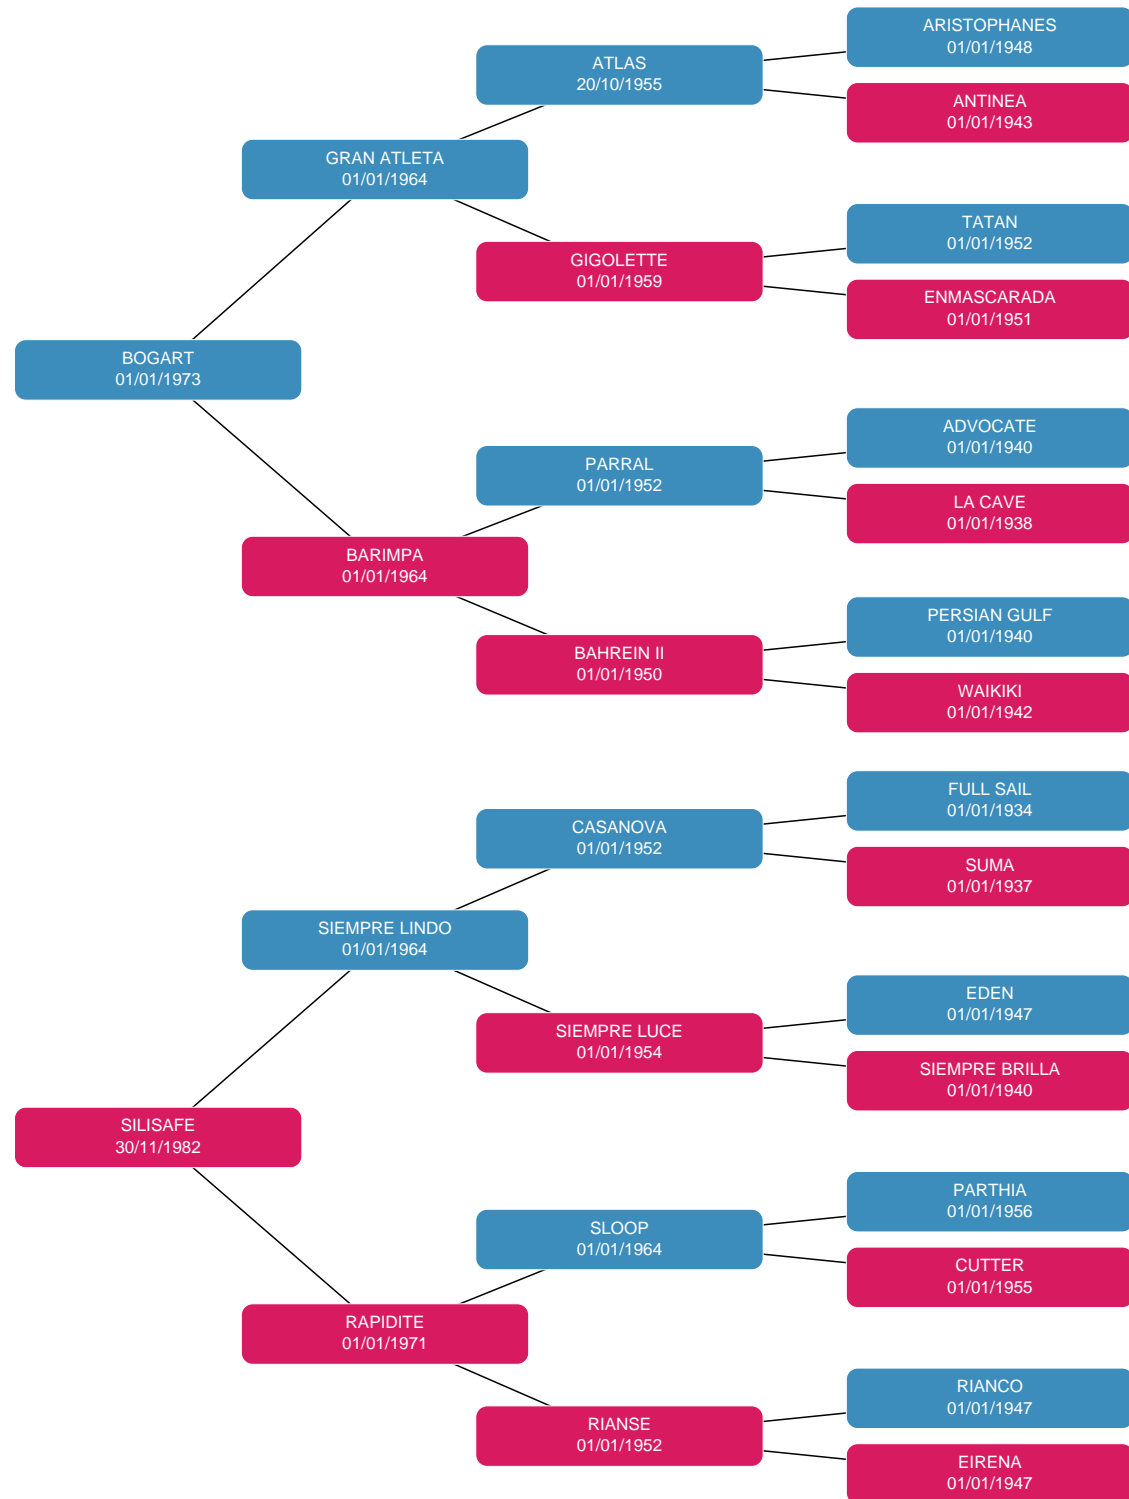 ARISTOPHANES
01/01/1948
ATLAS
20/10/1955
ANTINEA
01/01/1943
GRAN ATLETA
01/01/1964
TATAN
01/01/1952
GIGOLETTE
01/01/1959
ENMASCARADA
01/01/1951
BOGART
01/01/1973
ADVOCATE
01/01/1940
PARRAL
01/01/1952
LA CAVE
01/01/1938
BARIMPA
01/01/1964
PERSIAN GULF
01/01/1940
BAHREIN II
01/01/1950
WAIKIKI
01/01/1942
FULL SAIL
01/01/1934
CASANOVA
01/01/1952
SUMA
01/01/1937
SIEMPRE LINDO
01/01/1964
EDEN
01/01/1947
SIEMPRE LUCE
01/01/1954
SIEMPRE BRILLA
01/01/1940
SILISAFE
30/11/1982
PARTHIA
01/01/1956
SLOOP
01/01/1964
CUTTER
01/01/1955
RAPIDITE
01/01/1971
RIANCO
01/01/1947
RIANSE
01/01/1952
EIRENA
01/01/1947